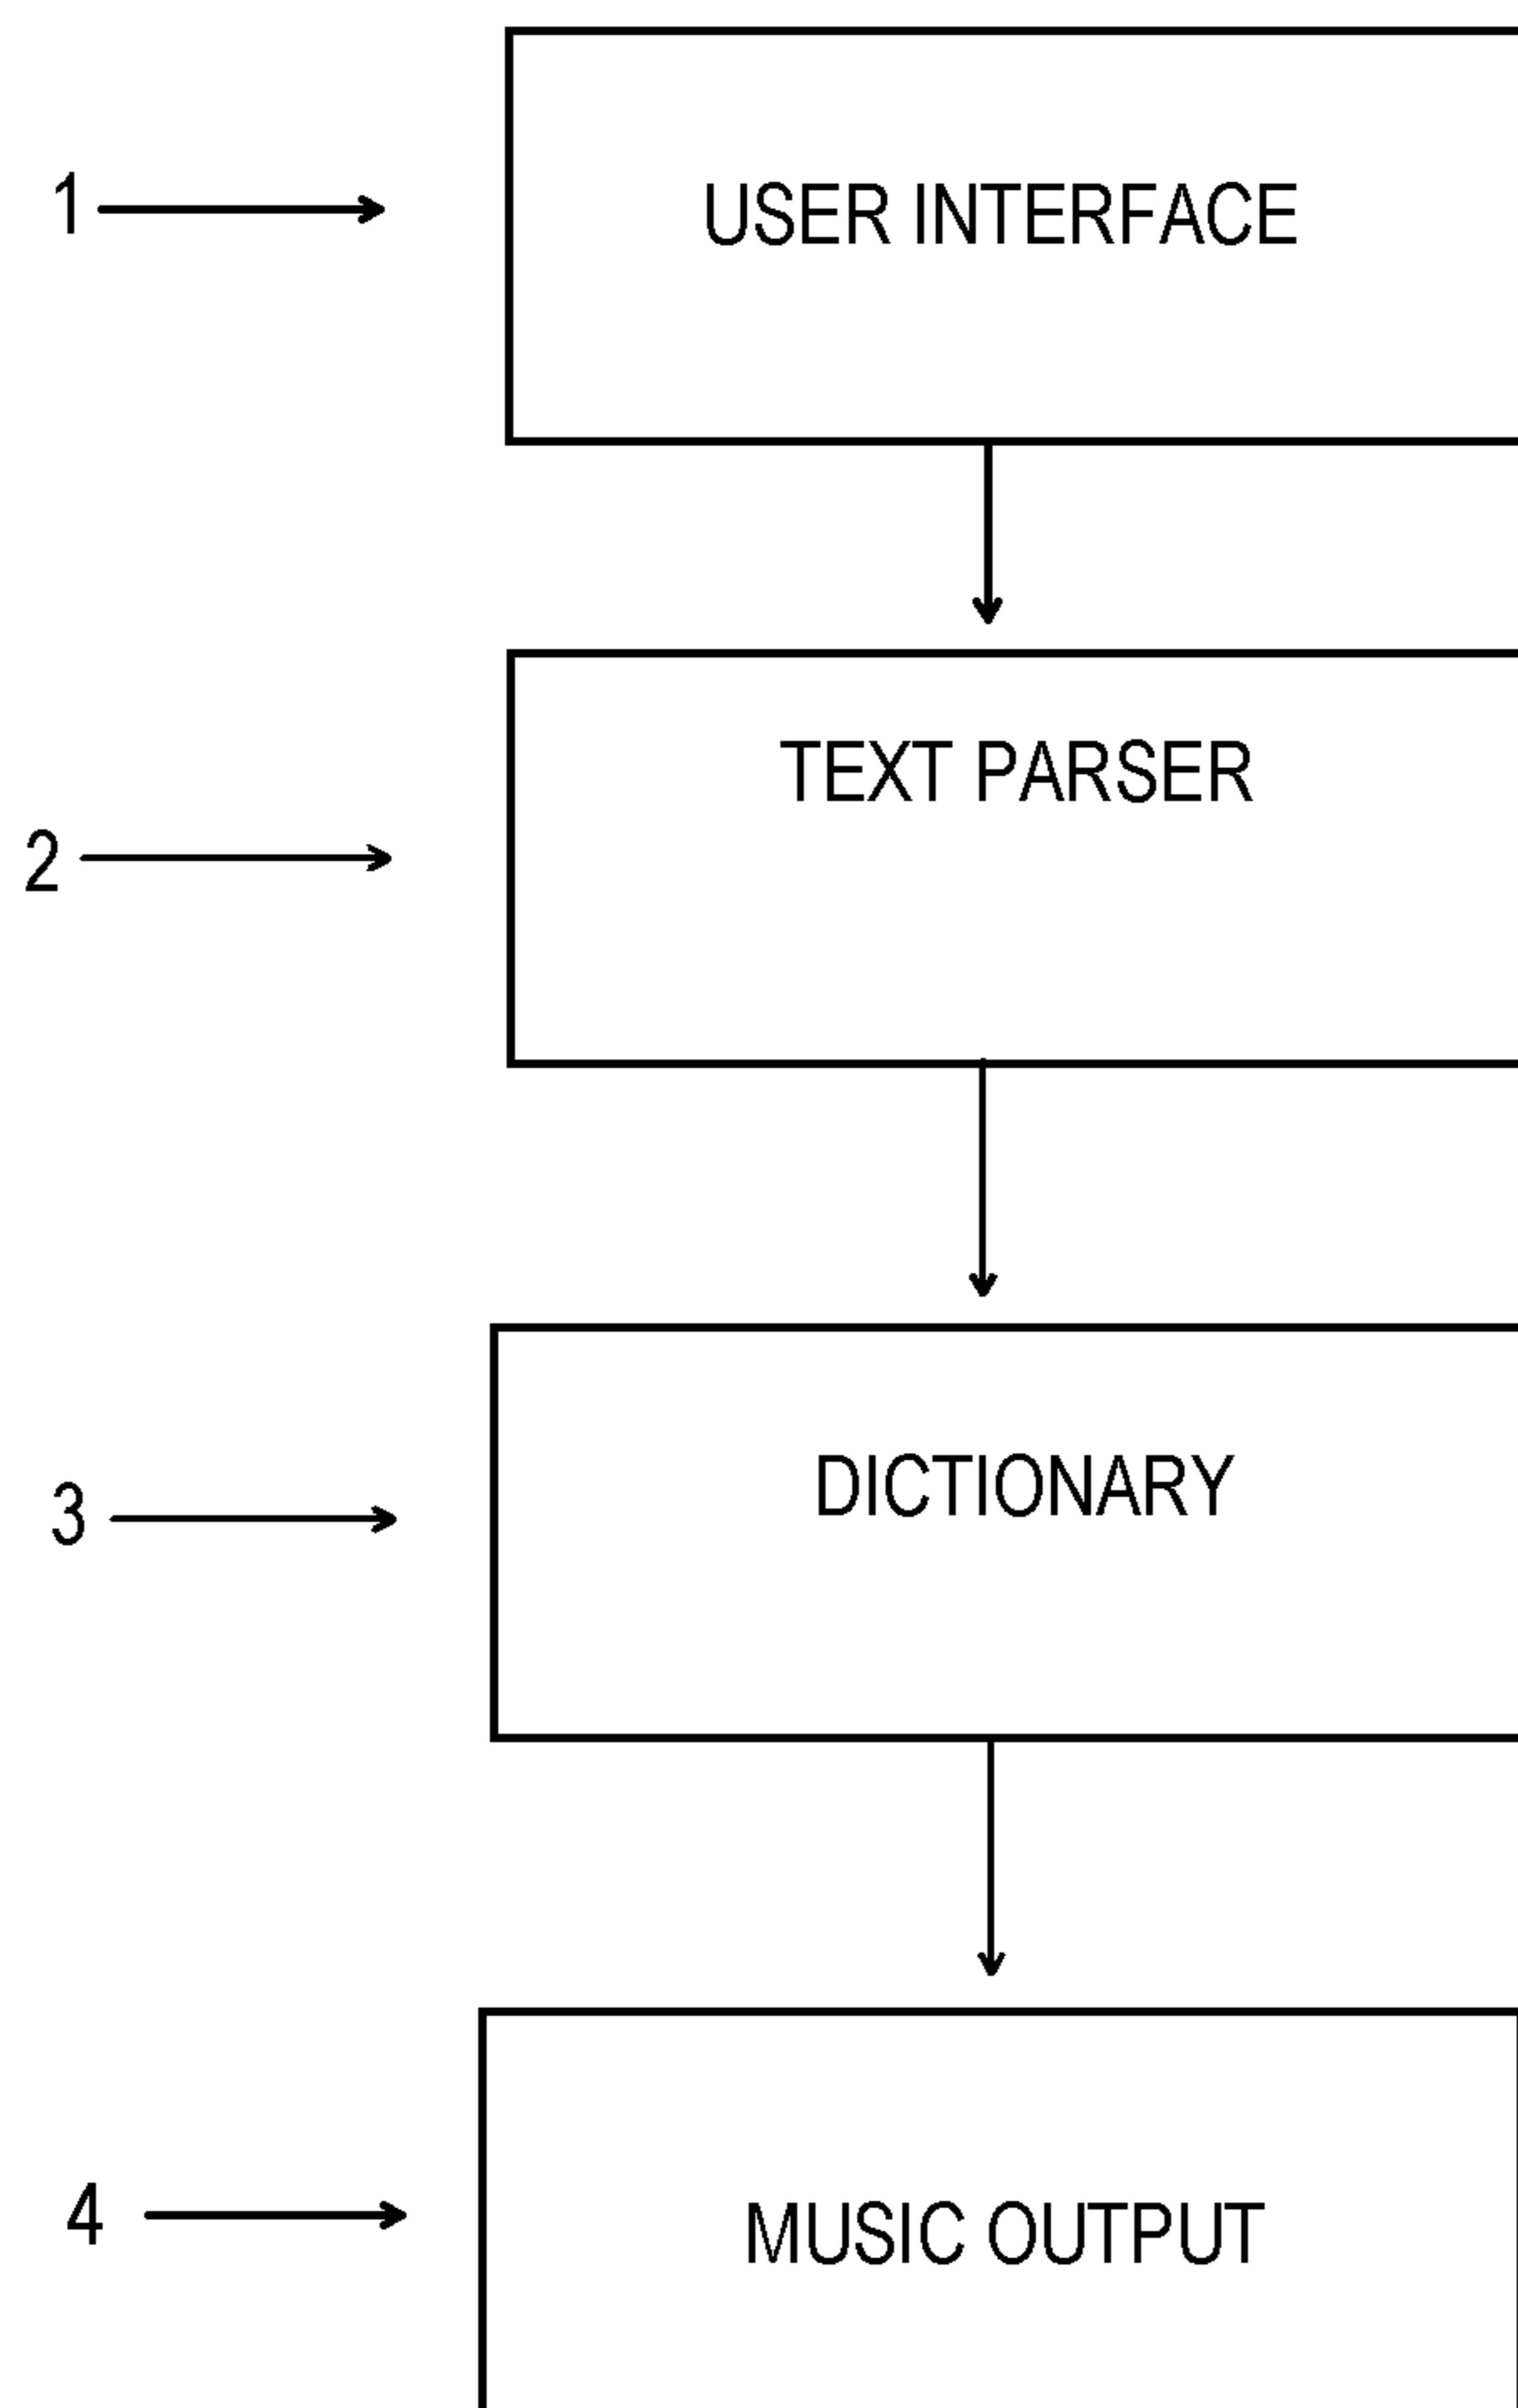 1
USER INTERFACE
TEXT PARSER
2
DICTIONARY
3
4
MUSIC OUTPUT